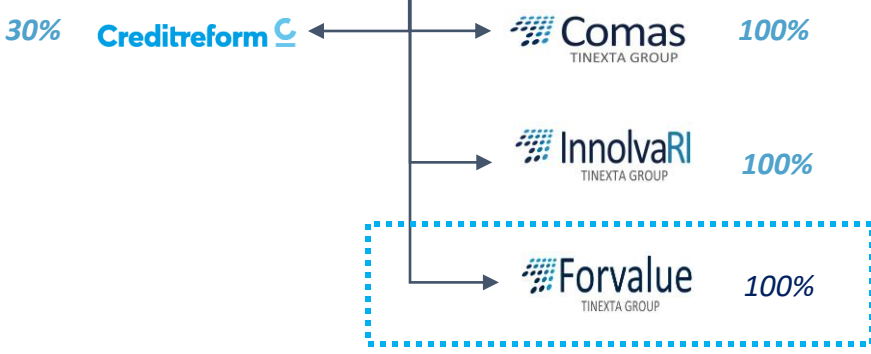 30% Creditreform C Comas 100%
TINEXTA GROUP
InnolvaRI 100%
TINEXTA GROUP
Forvalue 100%
TINEXTA GROUP